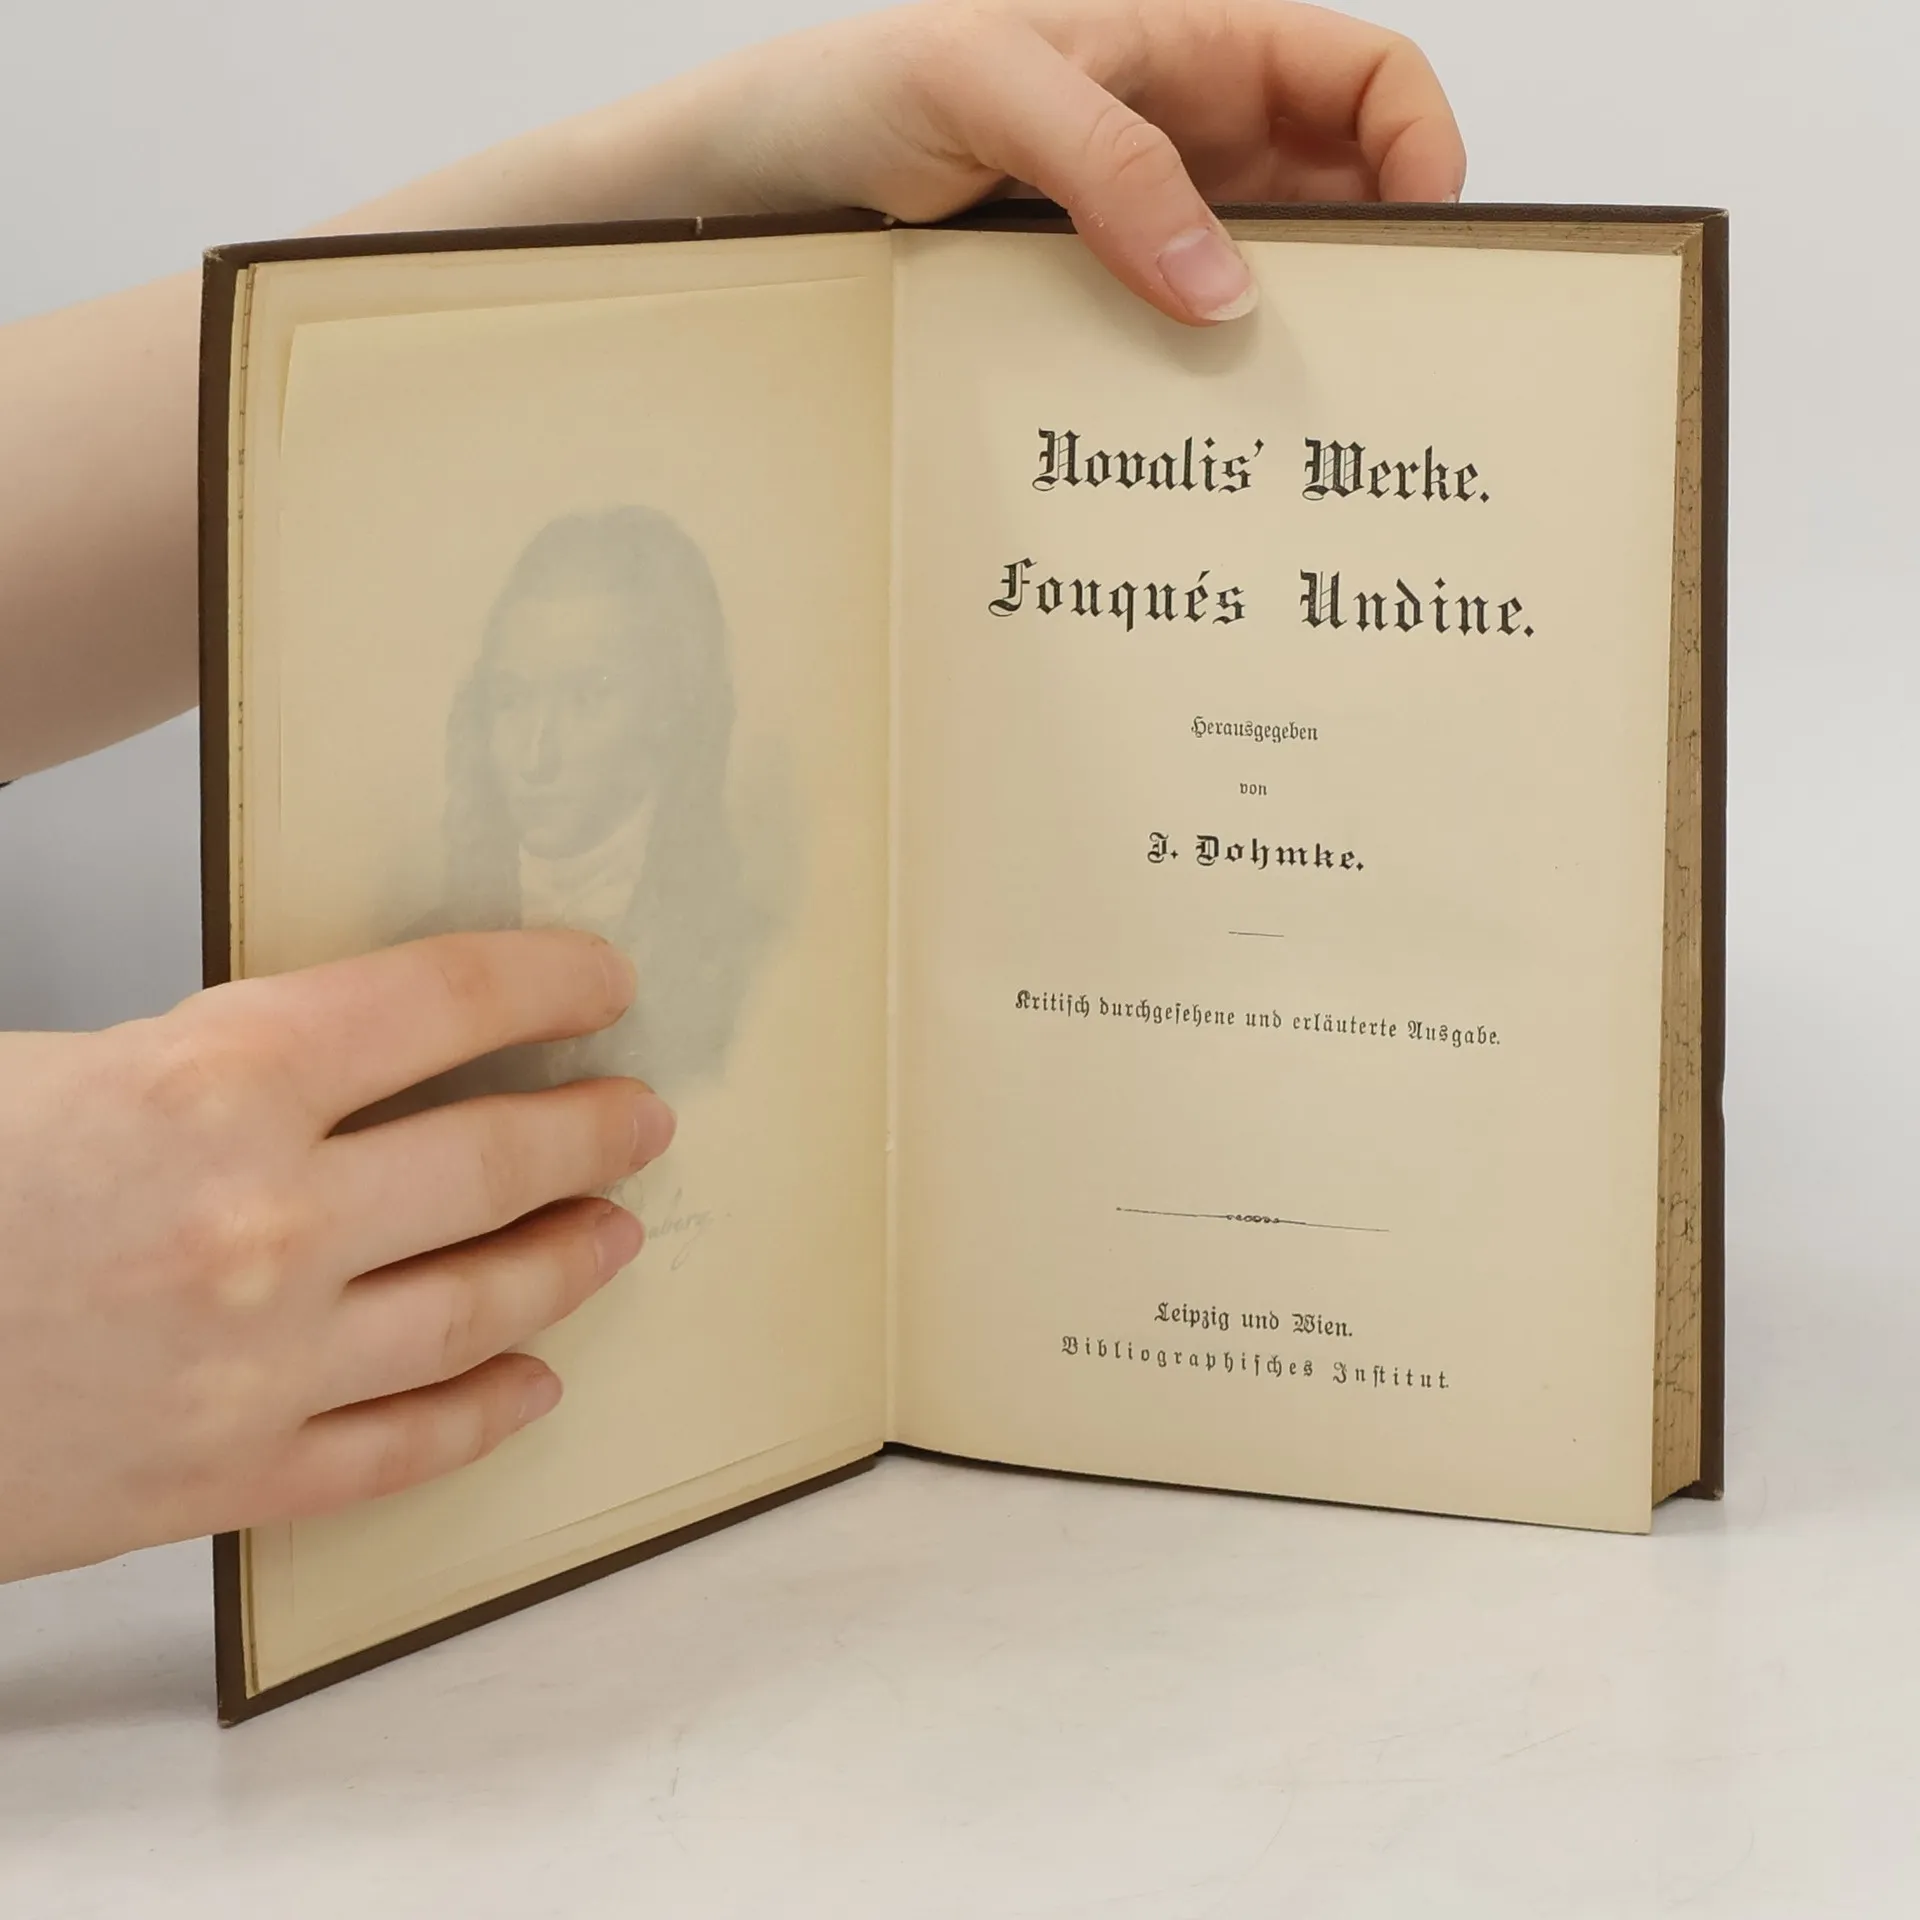 Novalis' Werke.
Fouqués Undine.
Herausgegeben
von
J. Dohmke.
Kritiſch durchgeſehene und erläuterte Ausgabe.
Leipzig und Wien.
Bibliographiſches Inſtitut.